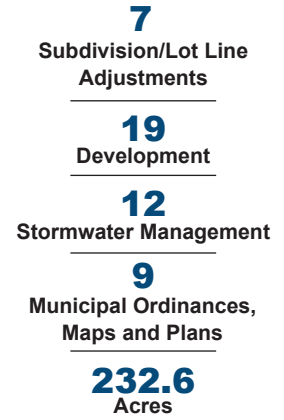 7
Subdivision/Lot Line
Adjustments
19
Development
12
Stormwater Management
9
Municipal Ordinances,
Maps and Plans
232.6
Acres